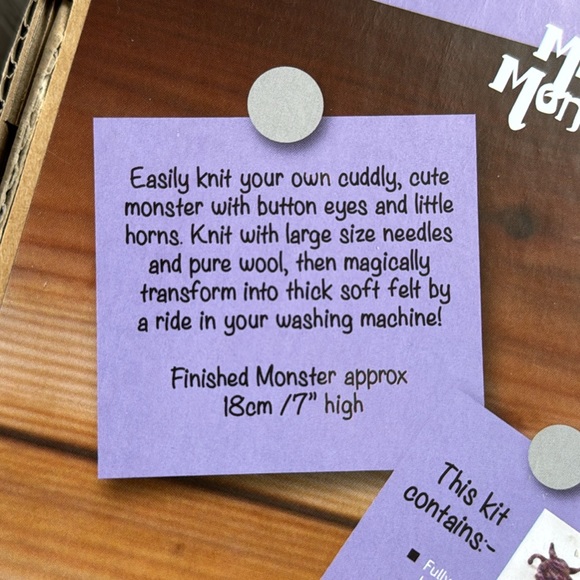 Easily knit your own cuddly, cute
monster with button eyes and little
horns. Knit with large size needles
and pure wool, then magically
transform into thick soft felt by
a ride in your washing machine!
Finished Monster approx
18cm /7" high
This kit
contains:-